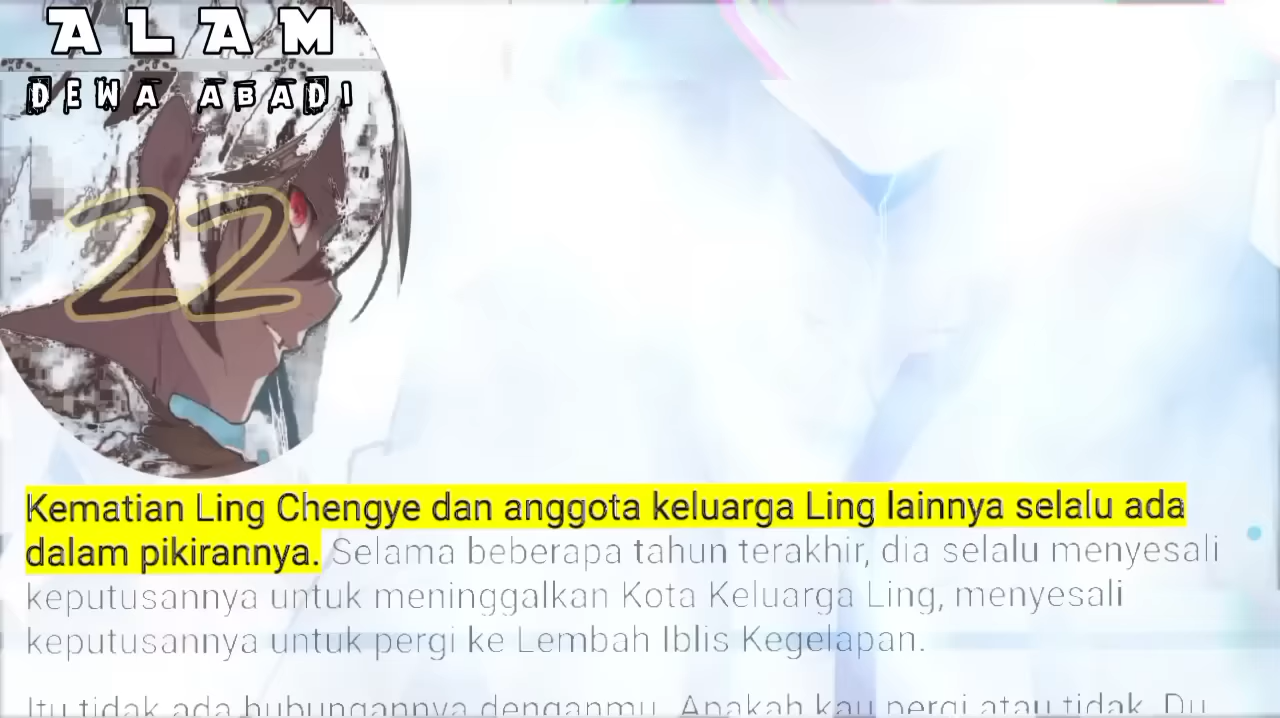 ALAM
DEWA ABADI
22
Kematian Ling Chengye dan anggota keluarga Ling lainnya selalu ada
dalam pikirannya. Selama beberapa tahun terakhir, dia selalu menyesali
keputusannya untuk meninggalkan Kota Keluarga Ling, menyesali
keputusannya untuk pergi ke Lembah Iblis Kegelapan.
Itu tidak ada hubungannya denganmu. Apakah kau pergi atau tidak, Du